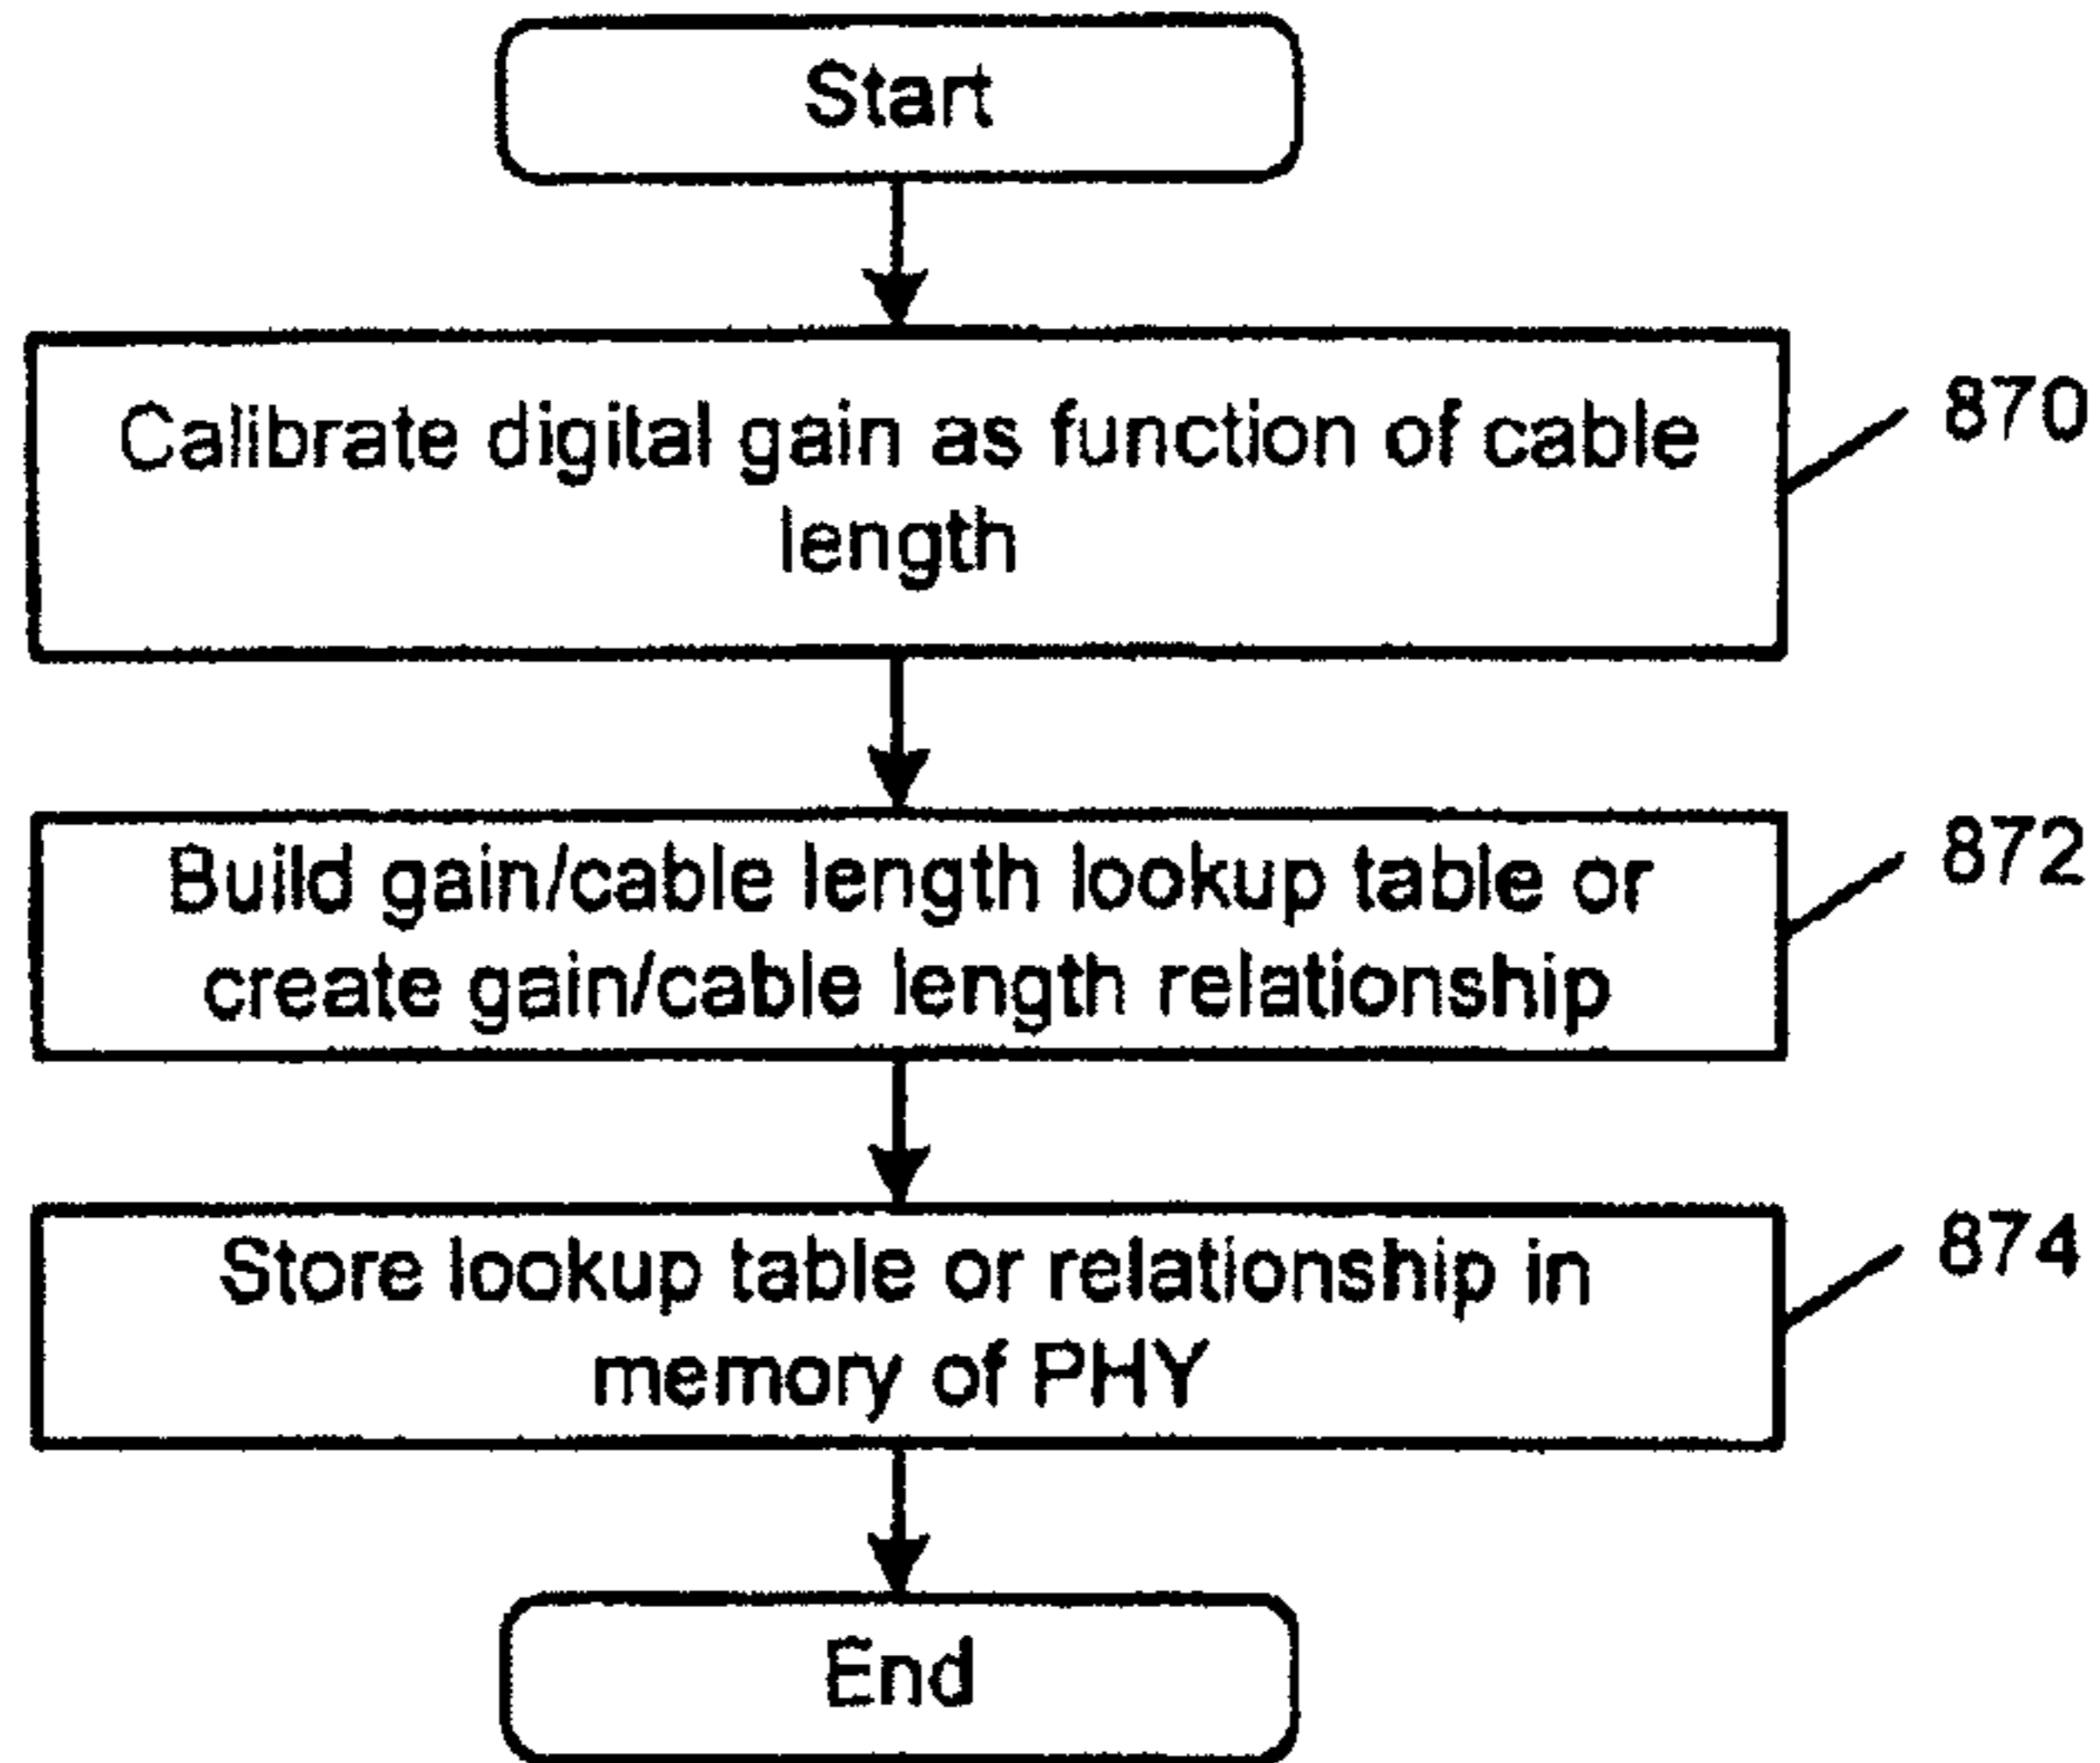 Start
Calibrate digital gain as function of cable
length
870
Build gain/cable length lookup table or
create gain/cable length relationship
872
Store lookup table or relationship in
memory of PHY
874
End